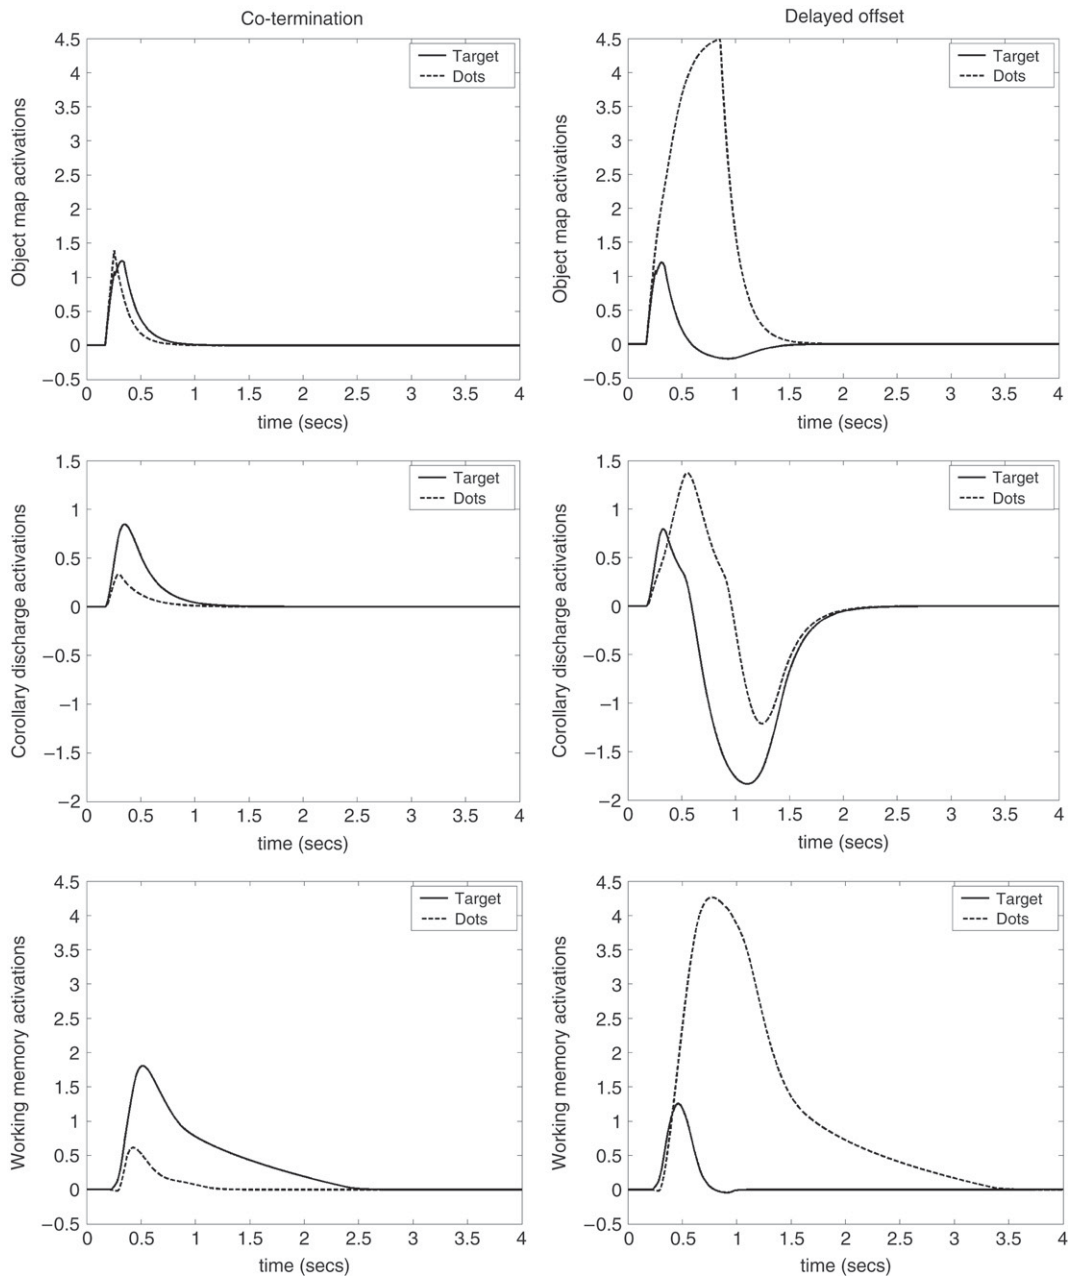 Co-termination
Object map activations
4.5
4
3.5
3
2.5
2
1.5
1
0.5
0
−0.5
Target
Dots
0 0.5 1 1.5 2 2.5 3 3.5 4
time (secs)
Delayed offset
Object map activations
4.5
4
3.5
3
2.5
2
1.5
1
0.5
0
−0.5
Target
Dots
0 0.5 1 1.5 2 2.5 3 3.5 4
time (secs)
Corollary discharge activations
1.5
1
0.5
0
−0.5
−1
−1.5
−2
Target
Dots
0 0.5 1 1.5 2 2.5 3 3.5 4
time (secs)
Corollary discharge activations
1.5
1
0.5
0
−0.5
−1
−1.5
−2
Target
Dots
0 0.5 1 1.5 2 2.5 3 3.5 4
time (secs)
Working memory activations
4.5
4
3.5
3
2.5
2
1.5
1
0.5
0
−0.5
Target
Dots
0 0.5 1 1.5 2 2.5 3 3.5 4
time (secs)
Working memory activations
4.5
4
3.5
3
2.5
2
1.5
1
0.5
0
−0.5
Target
Dots
0 0.5 1 1.5 2 2.5 3 3.5 4
time (secs)